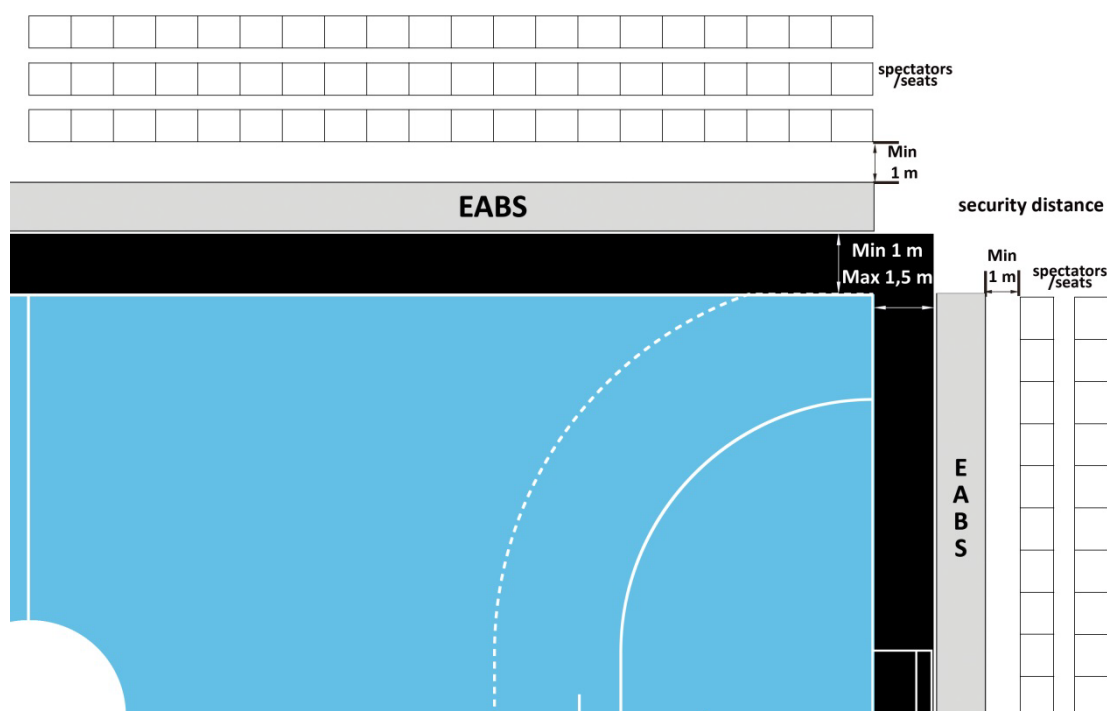 spectators
/seats
Min
1 m
EABS
security distance
Min 1 m
Max 1,5 m
Min
1 m
spectators
/seats
E
A
B
S